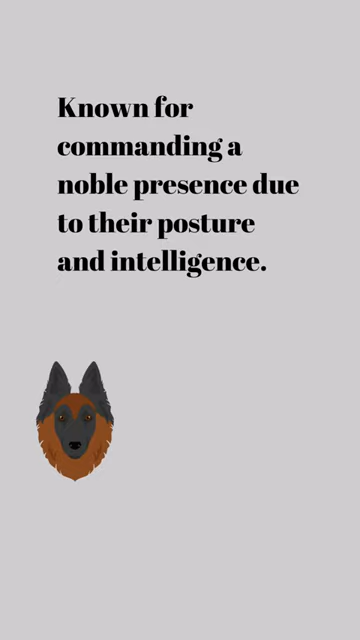 Known for
commanding a
noble presence due
to their posture
and intelligence.